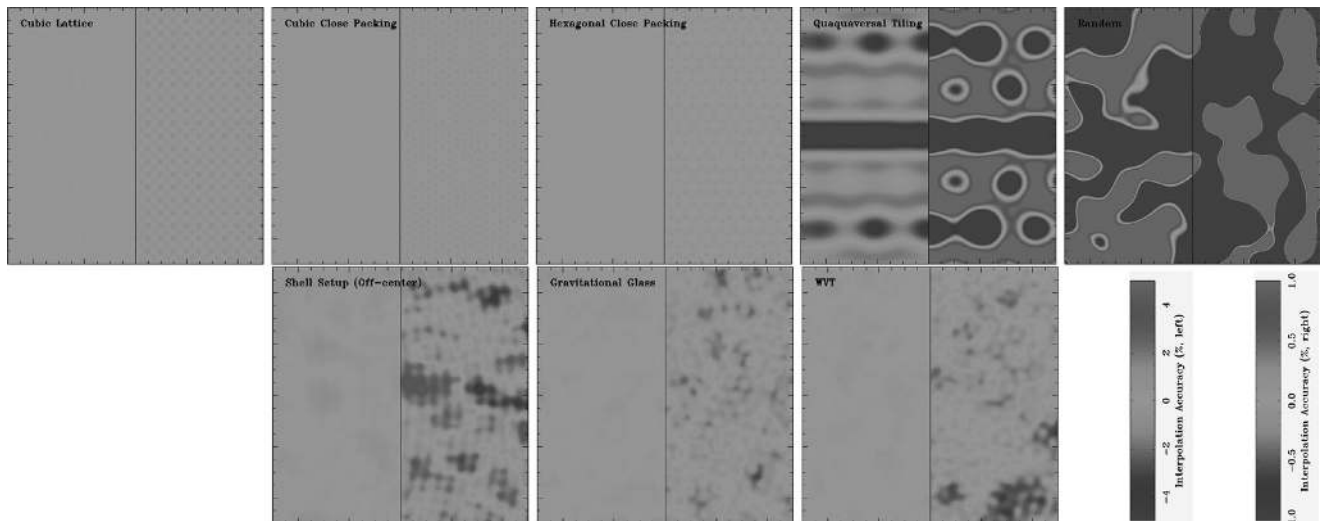 Cubic Lattice
Cubic Close Packing
Hexagonal Close Packing
Quaquaversal Tiling
Random
Shell Setup (Off-center)
Gravitational Glass
WVT
-4 -2 0 2 4
Interpolation Accuracy (%, left)
1.0 -0.5 0.0 0.5 1.0
Interpolation Accuracy (%, right)